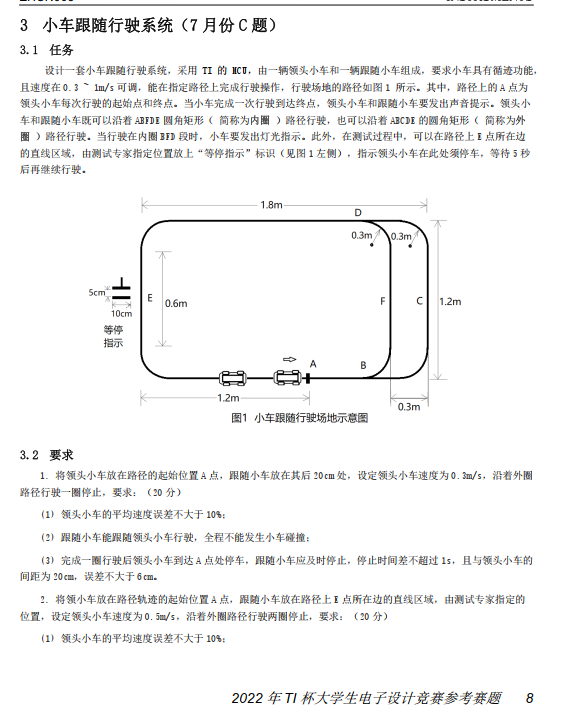 3 小车跟随行驶系统（7 月份 C 题）
3.1 任务
设计一套小车跟随行驶系统，采用 TI 的 MCU，由一辆领头小车和一辆跟随小车组成，要求小车具有循迹功能，
且速度在 0.3 ~ 1m/s 可调，能在指定路径上完成行驶操作，行驶场地的路径如图 1 所示。其中，路径上的 A 点为
领头小车每次行驶的起始点和终点。当小车完成一次行驶到达终点，领头小车和跟随小车要发出声音提示。领头小
车和跟随小车既可以沿着 ABFDE 圆角矩形（ 简称为内圈 ）路径行驶，也可以沿着 ABCDE 的圆角矩形（ 简称为外
圈 ）路径行驶。当行驶在内圈 BFD 段时，小车要发出灯光指示。此外，在测试过程中，可以在路径上 E 点所在边
的直线区域，由测试专家指定位置放上“等停指示”标识（见图 1 左侧），指示领头小车在此处须停车，等待 5 秒
后再继续行驶。
1.8m
D
0.3m
0.3m
5cm
10cm
等停
指示
E
0.6m
F
C
1.2m
A
B
1.2m
0.3m
图1 小车跟随行驶场地示意图
3.2 要求
1. 将领头小车放在路径的起始位置 A 点，跟随小车放在其后 20cm 处，设定领头小车速度为 0.3m/s，沿着外圈
路径行驶一圈停止，要求：（20 分）
(1) 领头小车的平均速度误差不大于 10%；
(2) 跟随小车能跟随领头小车行驶，全程不能发生小车碰撞；
(3) 完成一圈行驶后领头小车到达 A 点处停车，跟随小车应及时停止，停止时间差不超过 1s，且与领头小车的
间距为 20cm，误差不大于 6cm。
2. 将领小车放在路径轨迹的起始位置 A 点，跟随小车放在路径上 E 点所在边的直线区域，由测试专家指定的
位置，设定领头小车速度为 0.5m/s，沿着外圈路径行驶两圈停止，要求：（20 分）
(1) 领头小车的平均速度误差不大于 10%；
2022 年 TI 杯大学生电子设计竞赛参考赛题 8